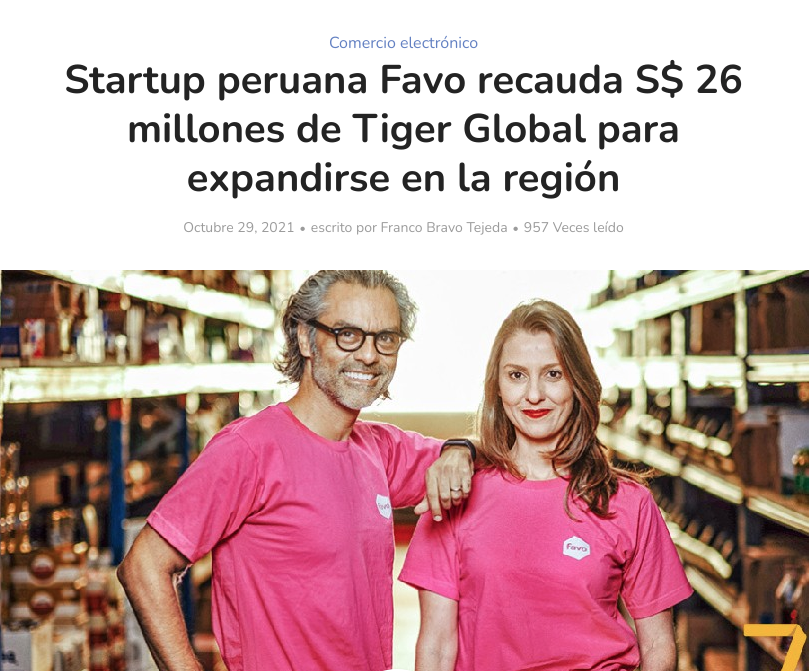 Comercio electrónico
Startup peruana Favo recauda S$ 26
millones de Tiger Global para
expandirse en la región
Octubre 29, 2021 • escrito por Franco Bravo Tejeda • 957 Veces leído
favo
favo
7